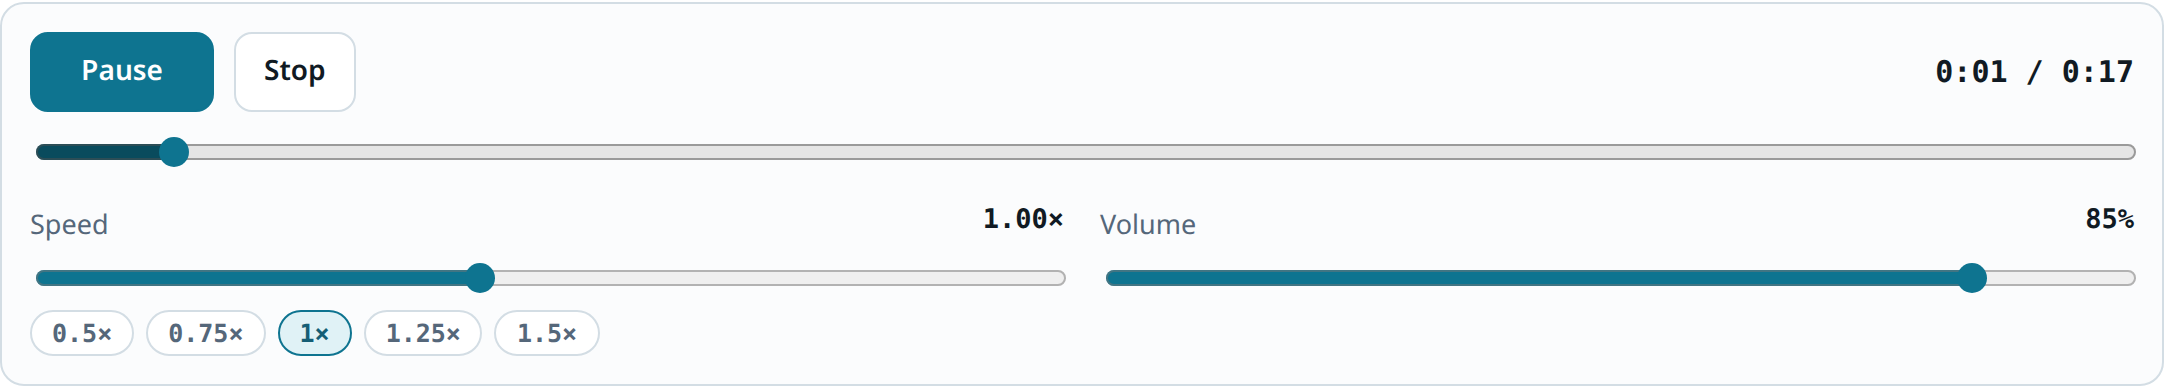 Pause Stop 0:01 / 0:17
Speed 1.00× Volume 85%
0.5× 0.75× 1× 1.25× 1.5×